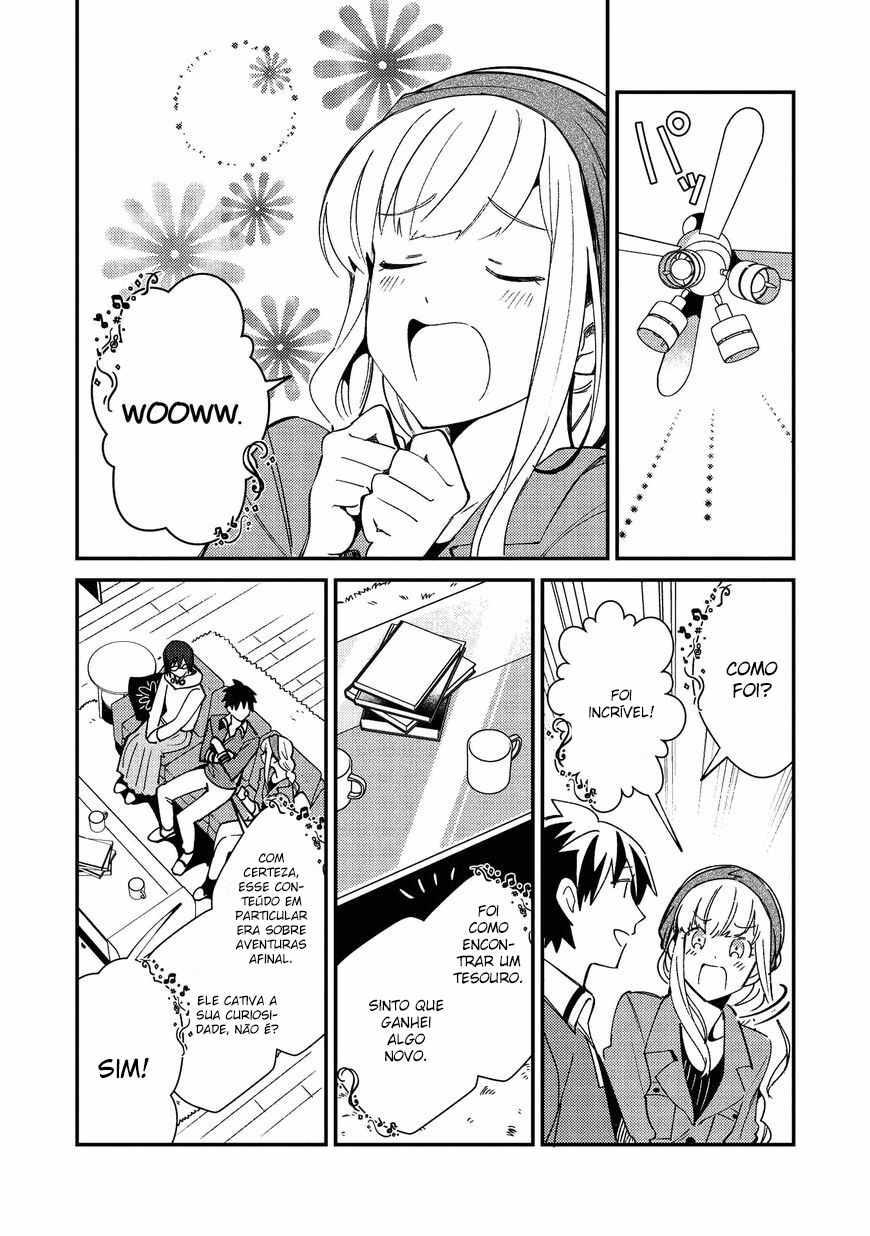 パッ
WOOWW.
COMO
FOI?
FOI
INCRÍVEL!
FOI
COMO
ENCON-
TRAR UM
TESOURO.
SINTO QUE
GANHEI
ALGO
NOVO.
COM
CERTEZA,
ESSE CON-
TEÚDO EM
PARTICULAR
ERA SOBRE
AVENTURAS
AFINAL.
ELE CATIVA A
SUA CURIOSI-
DADE, NÃO É?
SIM!